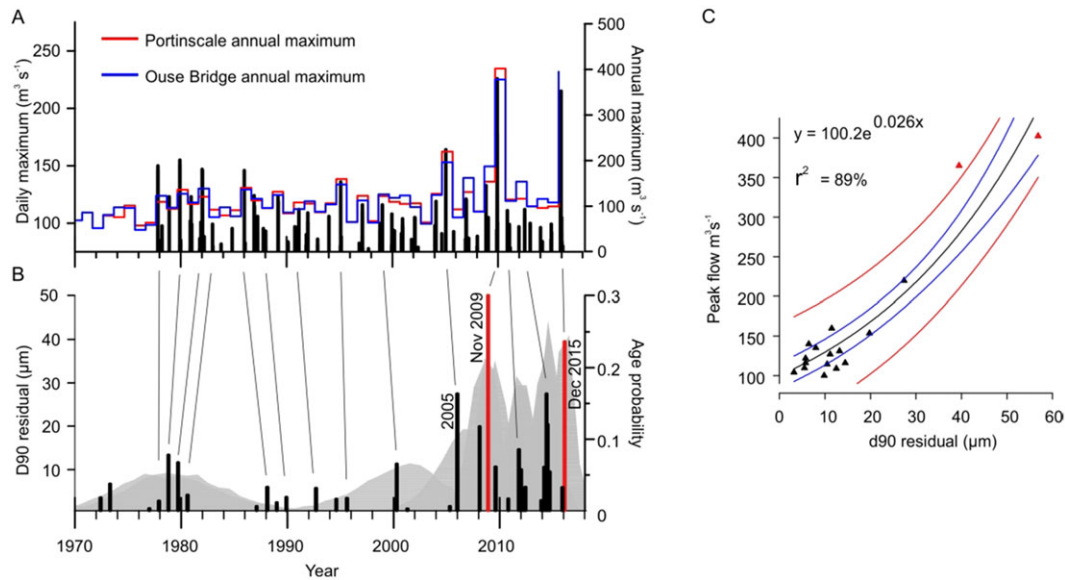 A
Portinscale annual maximum
Ouse Bridge annual maximum
Daily maximum (m³ s⁻¹)
250
200
150
100
500
400
300
200
100
0
Annual maximum (m³ s⁻¹)
B
D90 residual (µm)
50
40
30
20
10
2005
Nov 2009
Dec 2015
0.3
0.2
0.1
0
Age probability
1970
1980
1990
2000
2010
Year
C
y = 100.2e^0.026x
r² = 89%
Peak flow m³s⁻¹
400
350
300
250
200
150
100
0
10
20
30
40
50
60
d90 residual (µm)